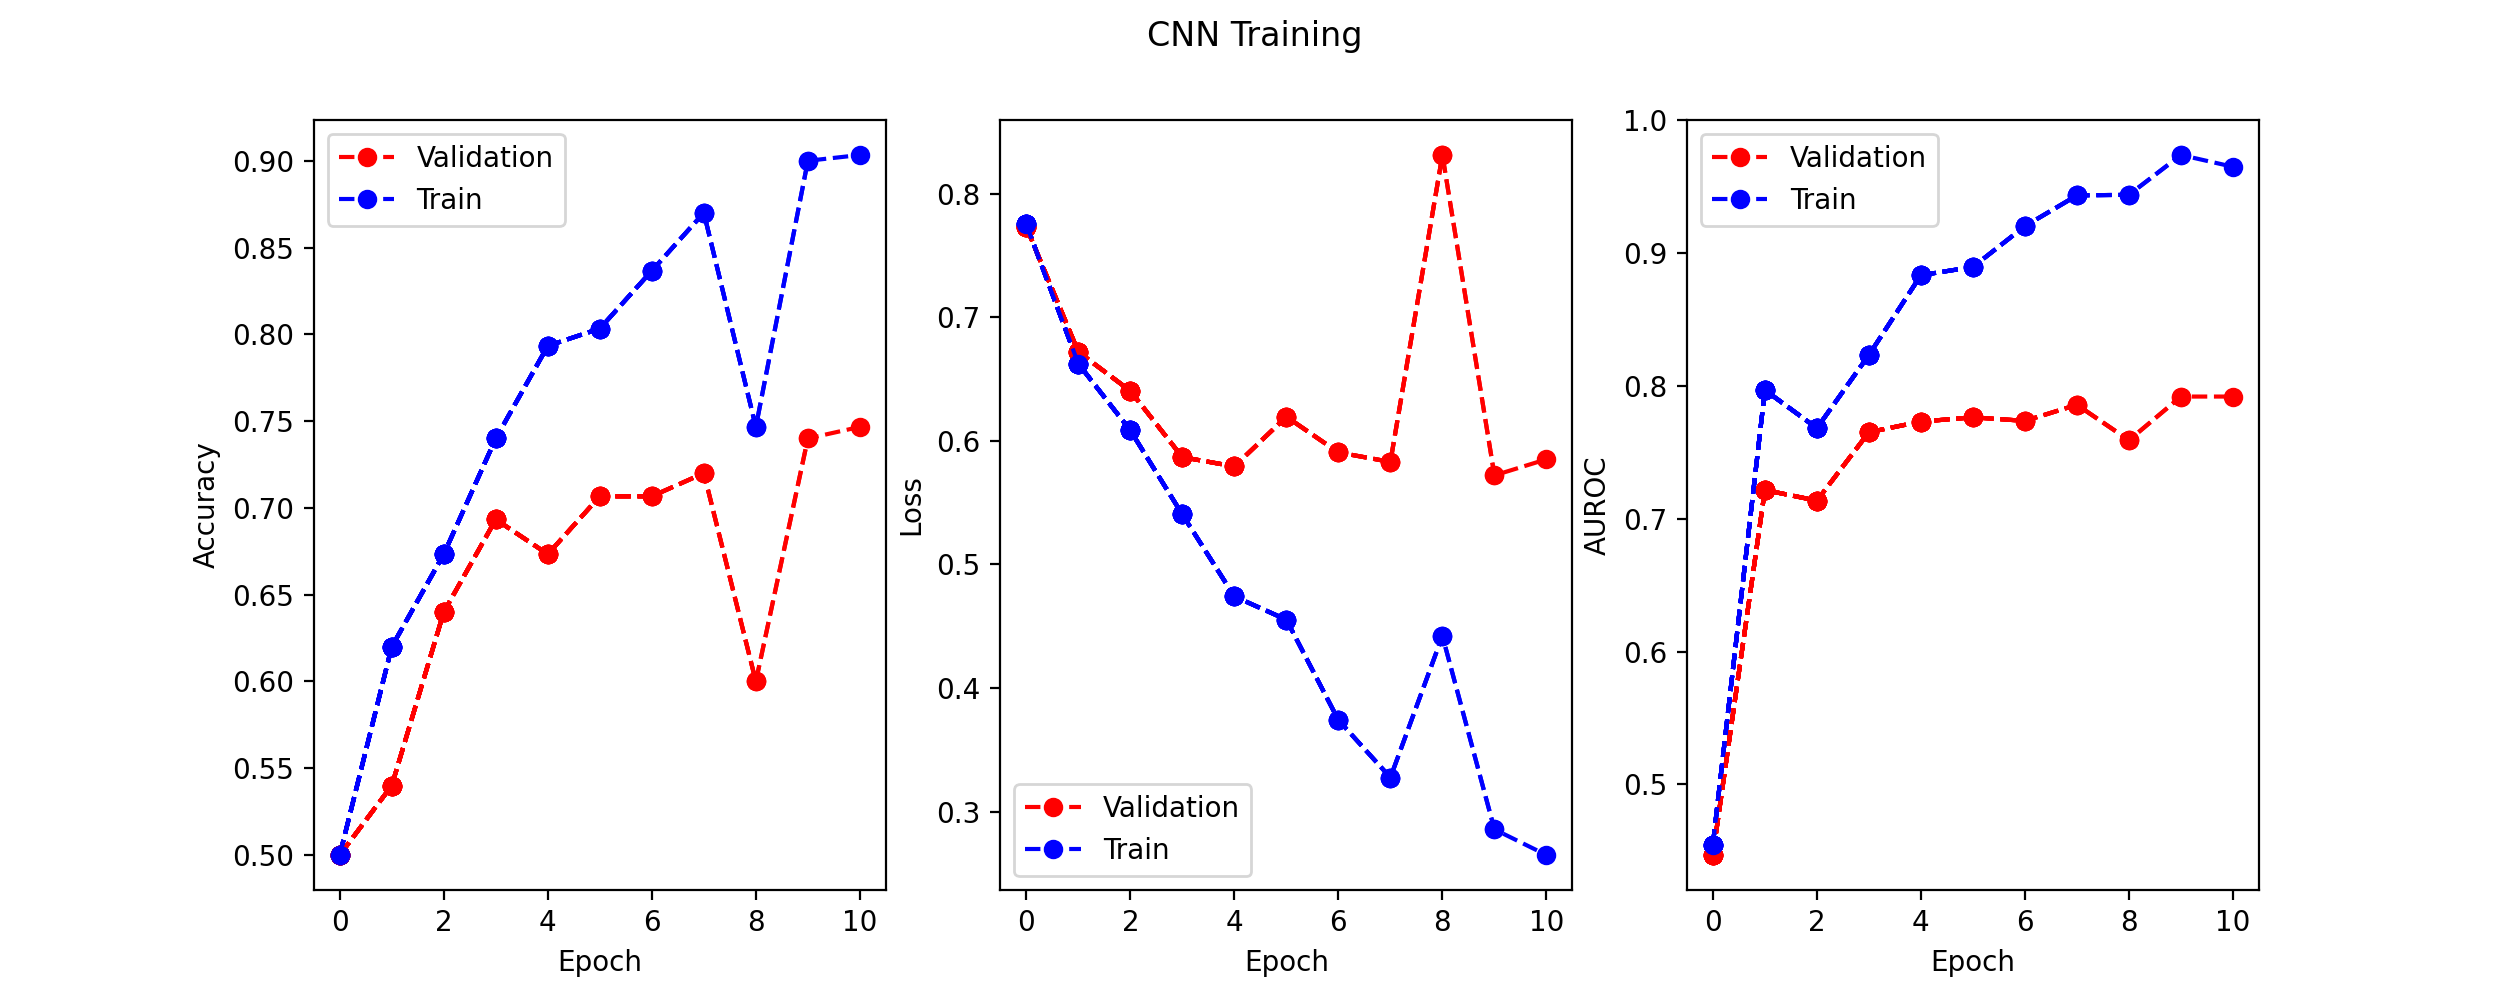 CNN Training
Validation
Train
0.90
0.85
0.80
0.75
0.70
0.65
0.60
0.55
0.50
Accuracy
0 2 4 6 8 10
Epoch
0.8
0.7
0.6
0.5
0.4
0.3
Loss
Validation
Train
0 2 4 6 8 10
Epoch
1.0
0.9
0.8
0.7
0.6
0.5
AUROC
Validation
Train
0 2 4 6 8 10
Epoch